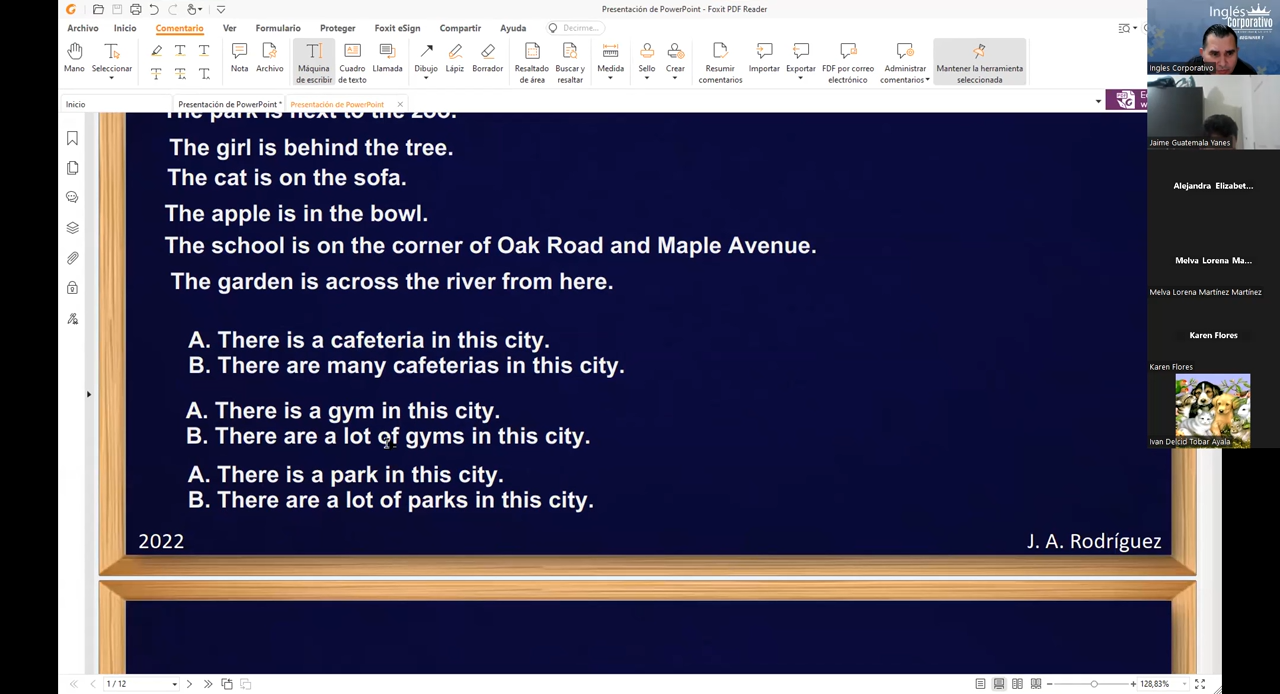 Presentación de PowerPoint - Foxit PDF Reader
Archivo Inicio Comentario Ver Formulario Proteger Foxit eSign Compartir Ayuda Decirme...
Mano Seleccionar Nota Archivo Máquina de escribir Cuadro de texto Llamada Dibujo Lápiz Borrador Resaltado de área Buscar y resaltar Medida Sello Crear Resumir comentarios Importar Exportar FDF por correo electrónico Administrar comentarios Mantener la herramienta seleccionada
Inicio Presentación de PowerPoint * Presentación de PowerPoint
The park is next to the zoo.
The girl is behind the tree.
The cat is on the sofa.
The apple is in the bowl.
The school is on the corner of Oak Road and Maple Avenue.
The garden is across the river from here.
A. There is a cafeteria in this city.
B. There are many cafeterias in this city.
A. There is a gym in this city.
B. There are a lot of gyms in this city.
A. There is a park in this city.
B. There are a lot of parks in this city.
2022
J. A. Rodríguez
1 / 12
128,83%
Inglés
Corporativo
BEGINNER 1
Ingles Corporativo
Jaime Guatemala Yanes
Alejandra Elizabet...
Melva Lorena Ma...
Melva Lorena Martínez Martínez
Karen Flores
Karen Flores
Ivan Delcid Tobar Ayala